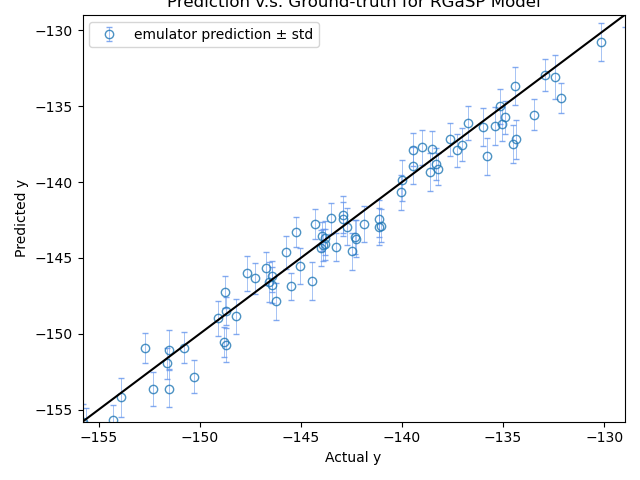 Prediction v.s. Ground-truth for RGaSP Model
emulator prediction ± std
Predicted y
−130
−135
−140
−145
−150
−155
−155 −150 −145 −140 −135 −130
Actual y